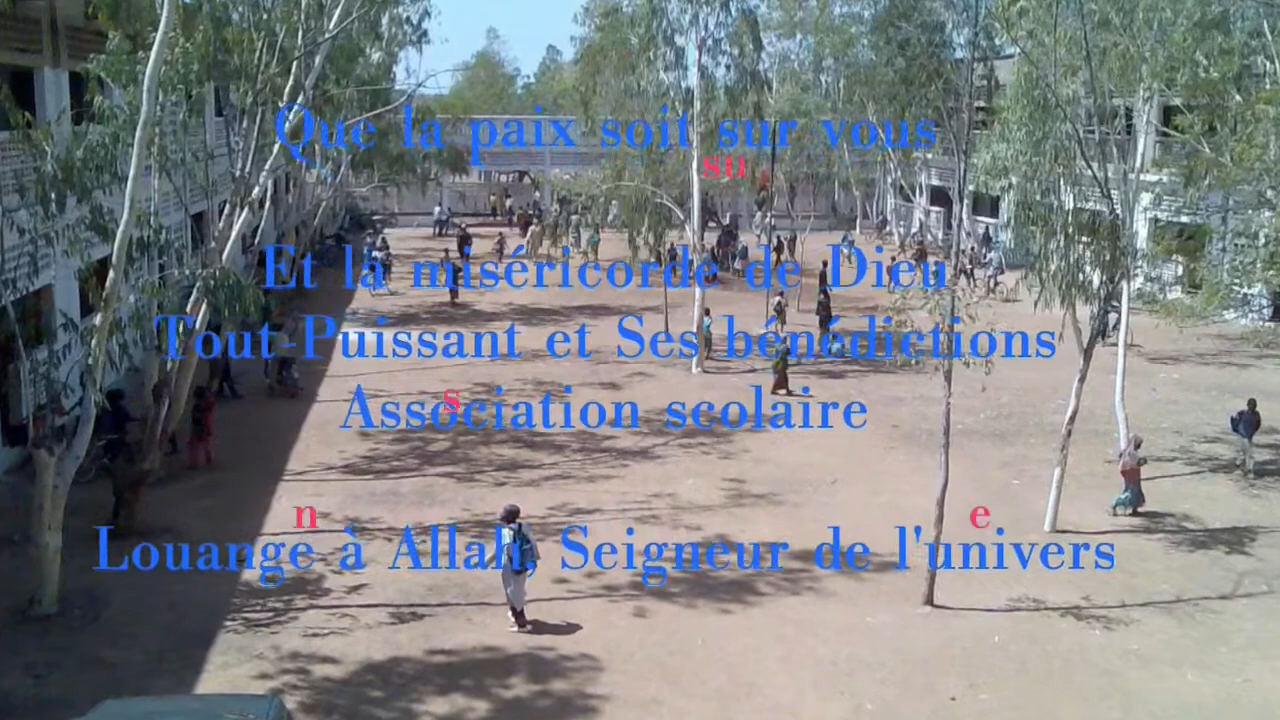 Que la paix soit sur vous
su
Et la miséricorde de Dieu
Tout-Puissant et Ses bénédictions
s
Association scolaire
n e
Louange à Allah, Seigneur de l'univers